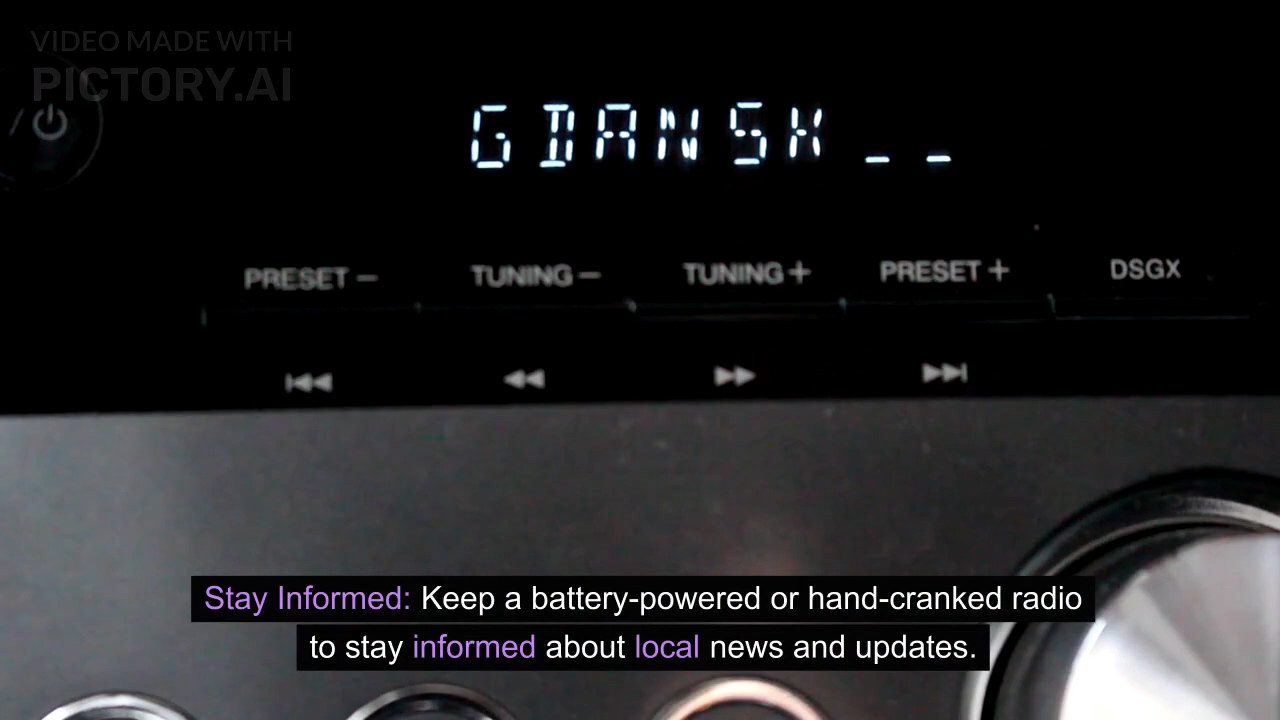 VIDEO MADE WITH
PICTORY.AI
GDANSK_ _
PRESET − TUNING − TUNING + PRESET + DSGX
Stay Informed: Keep a battery-powered or hand-cranked radio
to stay informed about local news and updates.